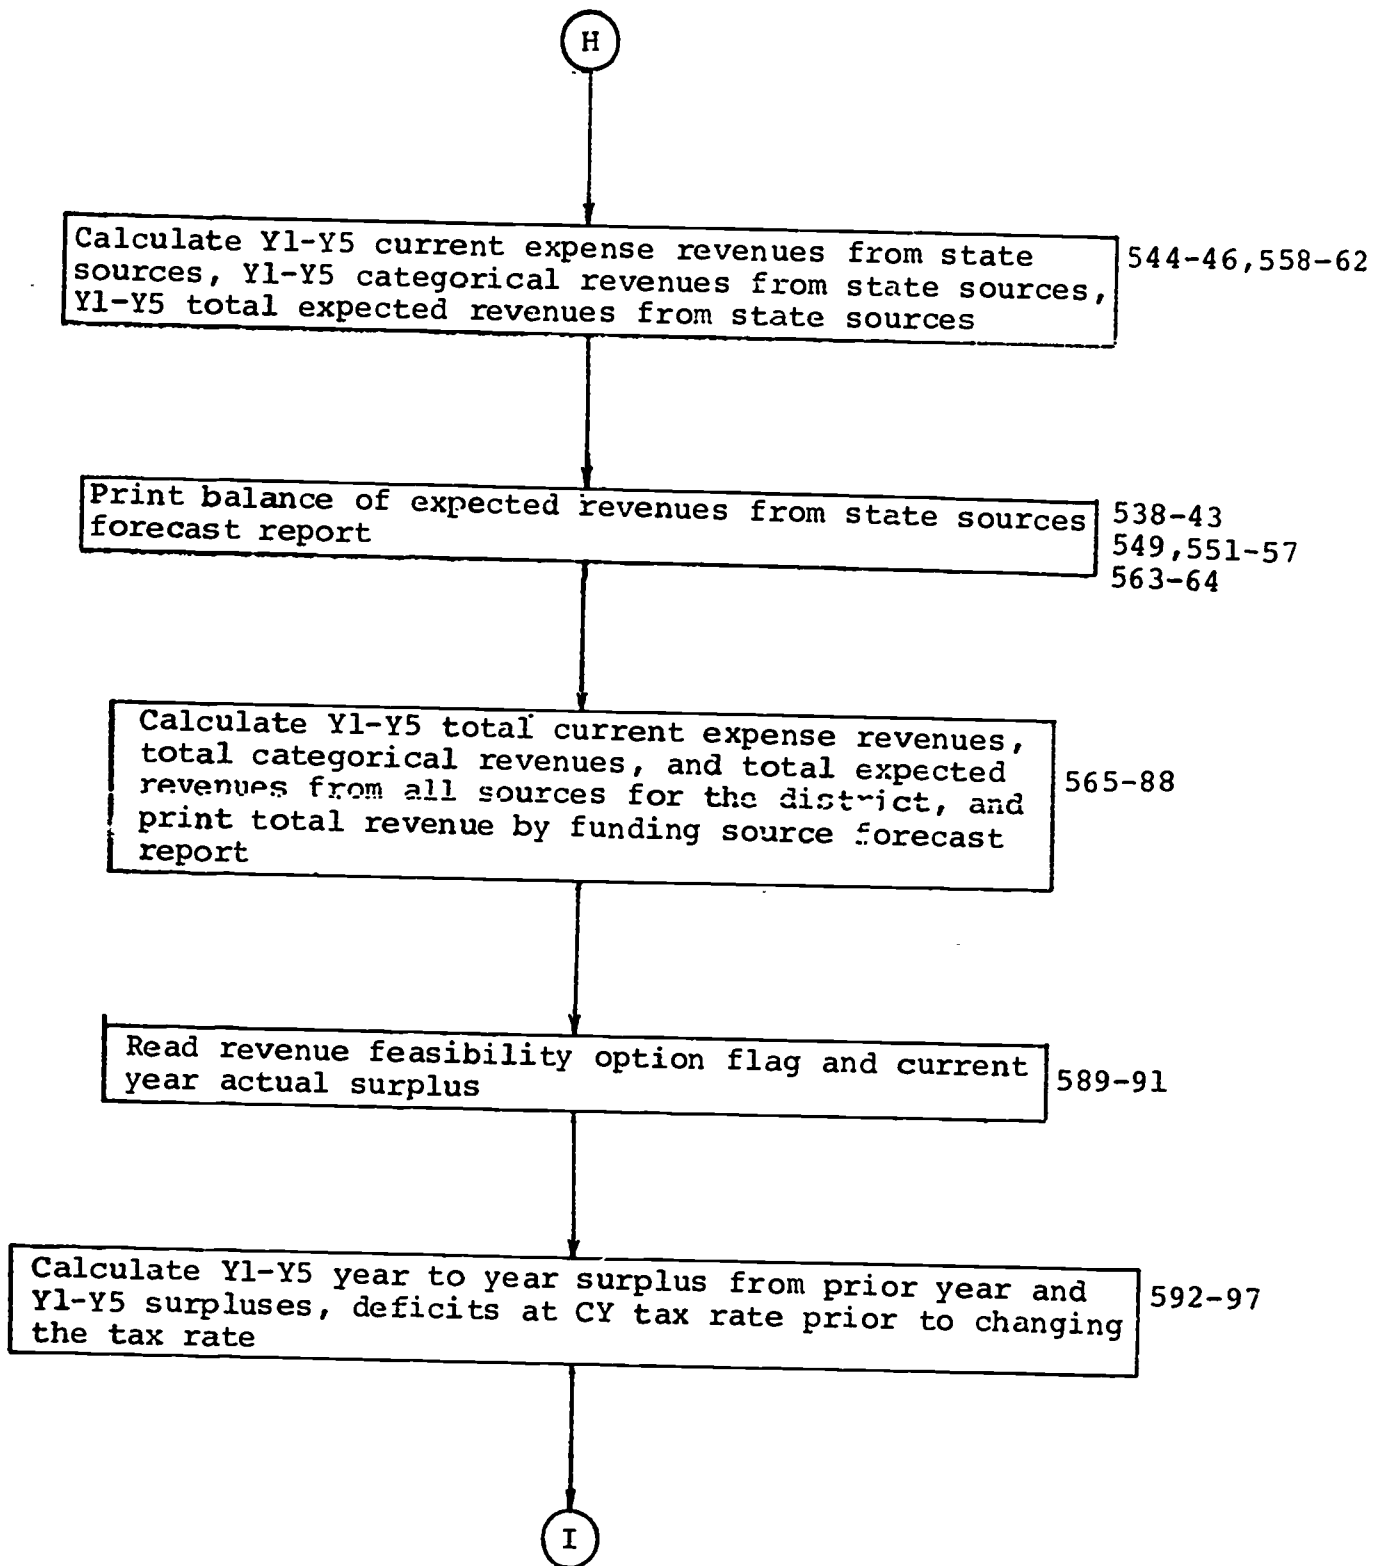 H
Calculate Y1-Y5 current expense revenues from state
sources, Y1-Y5 categorical revenues from state sources,
Y1-Y5 total expected revenues from state sources
544-46,558-62
Print balance of expected revenues from state sources
forecast report
538-43
549,551-57
563-64
Calculate Y1-Y5 total current expense revenues,
total categorical revenues, and total expected
revenues from all sources for the district, and
print total revenue by funding source forecast
report
565-88
Read revenue feasibility option flag and current
year actual surplus
589-91
Calculate Y1-Y5 year to year surplus from prior year and
Y1-Y5 surpluses, deficits at CY tax rate prior to changing
the tax rate
592-97
I